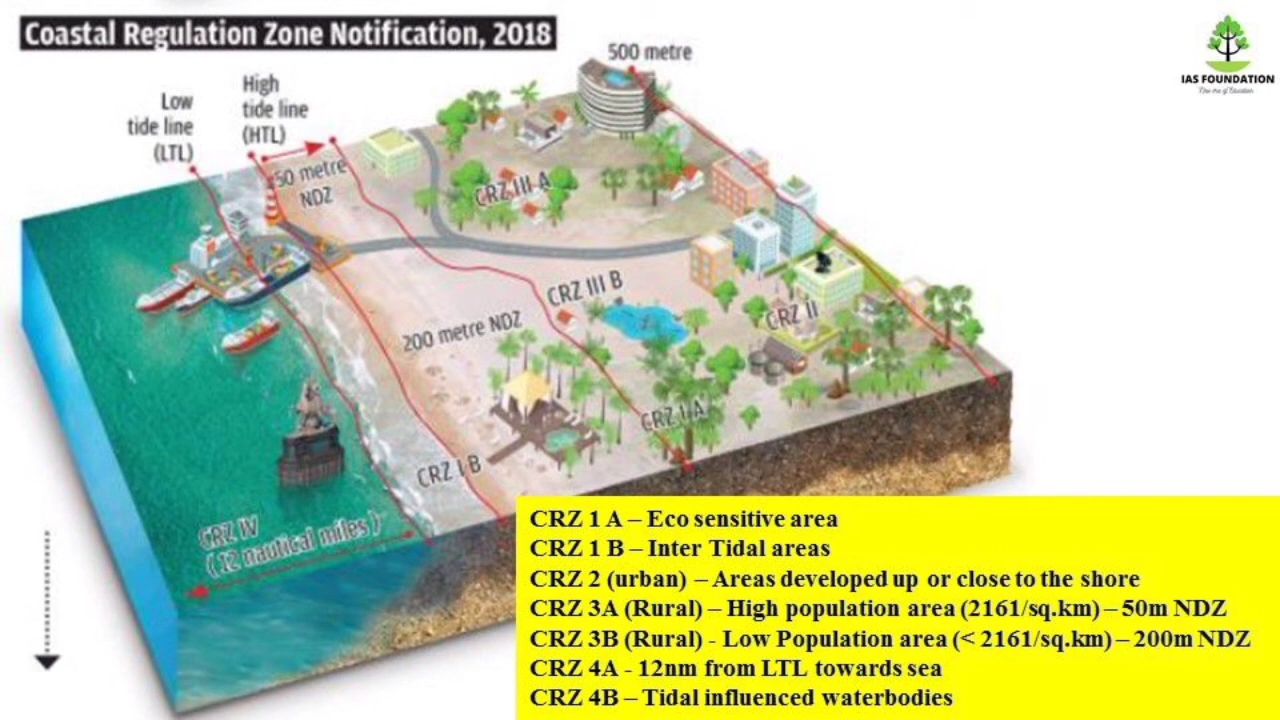 Coastal Regulation Zone Notification, 2018
IAS FOUNDATION
500 metre
High
tide line
(HTL)
Low
tide line
(LTL)
50 metre
NDZ
CRZ III A
CRZ III B
200 metre NDZ
CRZ II
CRZ I A
CRZ I B
CRZ IV
(12 nautical miles)
CRZ 1 A – Eco sensitive area
CRZ 1 B – Inter Tidal areas
CRZ 2 (urban) – Areas developed up or close to the shore
CRZ 3A (Rural) – High population area (2161/sq.km) – 50m NDZ
CRZ 3B (Rural) - Low Population area (< 2161/sq.km) – 200m NDZ
CRZ 4A - 12nm from LTL towards sea
CRZ 4B – Tidal influenced waterbodies